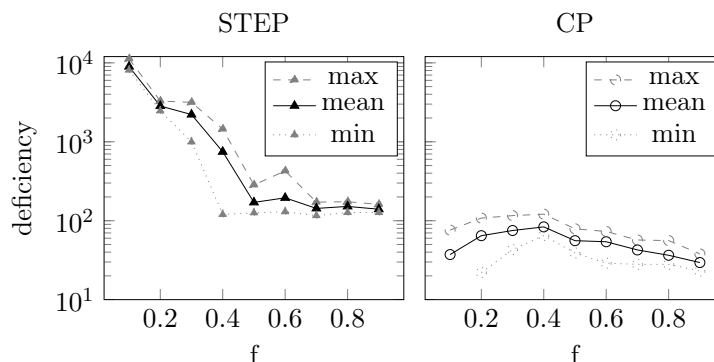 STEP
CP
10^4
10^3
10^2
10^1
deficiency
max
mean
min
max
mean
min
0.2 0.4 0.6 0.8
0.2 0.4 0.6 0.8
f
f